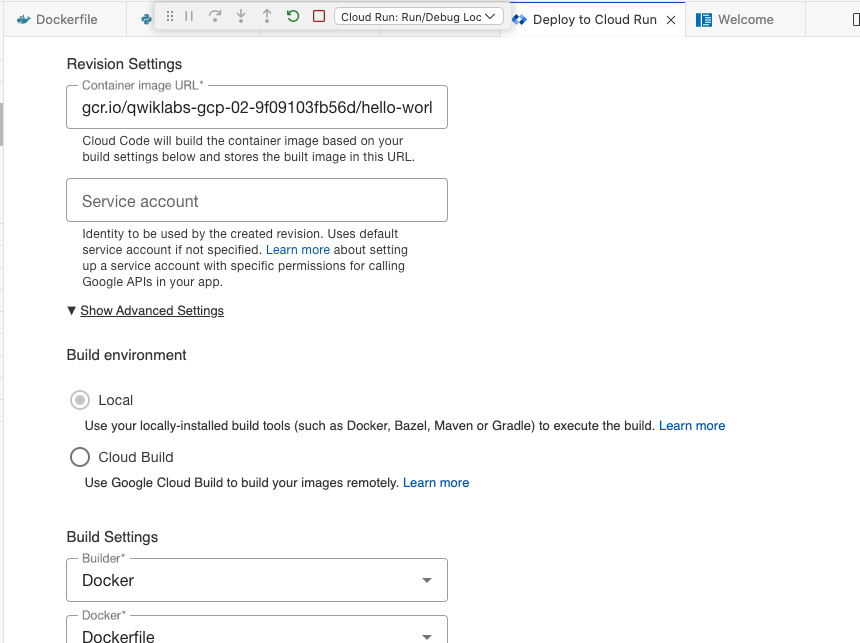 Dockerfile
Cloud Run: Run/Debug Loc
Deploy to Cloud Run
Welcome
Revision Settings
Container image URL*
gcr.io/qwiklabs-gcp-02-9f09103fb56d/hello-worl
Cloud Code will build the container image based on your
build settings below and stores the built image in this URL.
Service account
Identity to be used by the created revision. Uses default
service account if not specified. Learn more about setting
up a service account with specific permissions for calling
Google APIs in your app.
▼ Show Advanced Settings
Build environment
Local
Use your locally-installed build tools (such as Docker, Bazel, Maven or Gradle) to execute the build. Learn more
Cloud Build
Use Google Cloud Build to build your images remotely. Learn more
Build Settings
Builder*
Docker
Docker*
Dockerfile